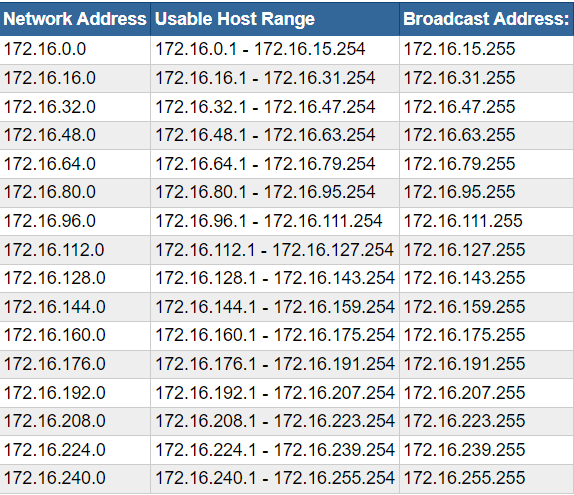 Network Address Usable Host Range Broadcast Address:
172.16.0.0 172.16.0.1 - 172.16.15.254 172.16.15.255
172.16.16.0 172.16.16.1 - 172.16.31.254 172.16.31.255
172.16.32.0 172.16.32.1 - 172.16.47.254 172.16.47.255
172.16.48.0 172.16.48.1 - 172.16.63.254 172.16.63.255
172.16.64.0 172.16.64.1 - 172.16.79.254 172.16.79.255
172.16.80.0 172.16.80.1 - 172.16.95.254 172.16.95.255
172.16.96.0 172.16.96.1 - 172.16.111.254 172.16.111.255
172.16.112.0 172.16.112.1 - 172.16.127.254 172.16.127.255
172.16.128.0 172.16.128.1 - 172.16.143.254 172.16.143.255
172.16.144.0 172.16.144.1 - 172.16.159.254 172.16.159.255
172.16.160.0 172.16.160.1 - 172.16.175.254 172.16.175.255
172.16.176.0 172.16.176.1 - 172.16.191.254 172.16.191.255
172.16.192.0 172.16.192.1 - 172.16.207.254 172.16.207.255
172.16.208.0 172.16.208.1 - 172.16.223.254 172.16.223.255
172.16.224.0 172.16.224.1 - 172.16.239.254 172.16.239.255
172.16.240.0 172.16.240.1 - 172.16.255.254 172.16.255.255